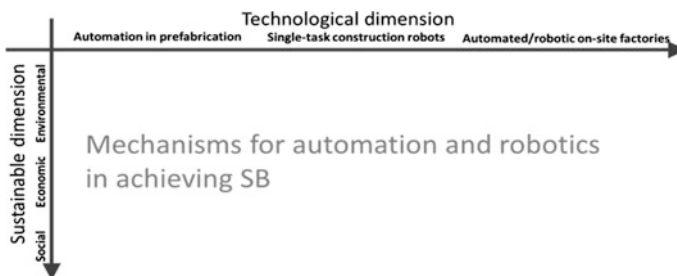 Technological dimension
Automation in prefabrication
Single-task construction robots
Automated/robotic on-site factories
Sustainable dimension
Environmental
Economic
Social
Mechanisms for automation and robotics
in achieving SB